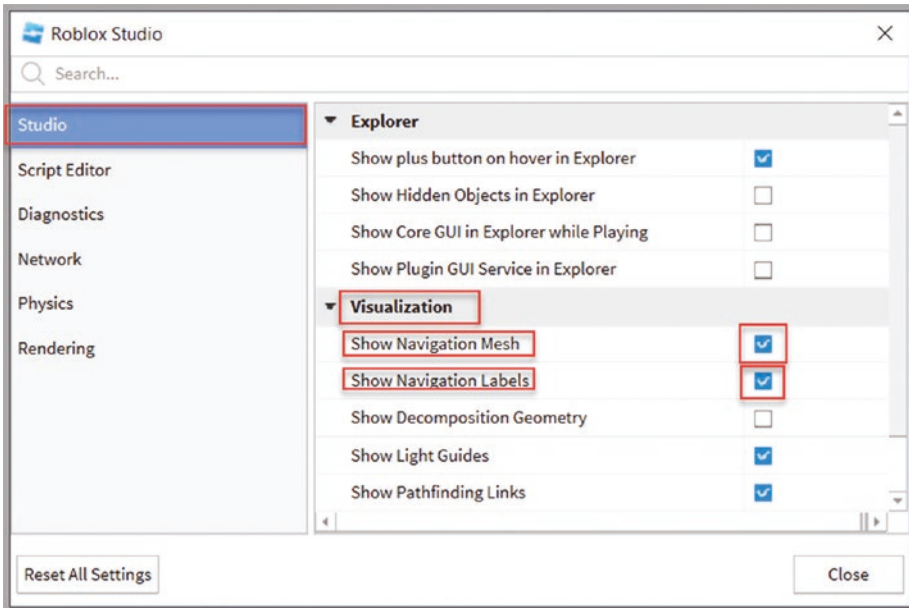 Roblox Studio
Search...
Studio
Script Editor
Diagnostics
Network
Physics
Rendering
Explorer
Show plus button on hover in Explorer
Show Hidden Objects in Explorer
Show Core GUI in Explorer while Playing
Show Plugin GUI Service in Explorer
Visualization
Show Navigation Mesh
Show Navigation Labels
Show Decomposition Geometry
Show Light Guides
Show Pathfinding Links
Reset All Settings
Close